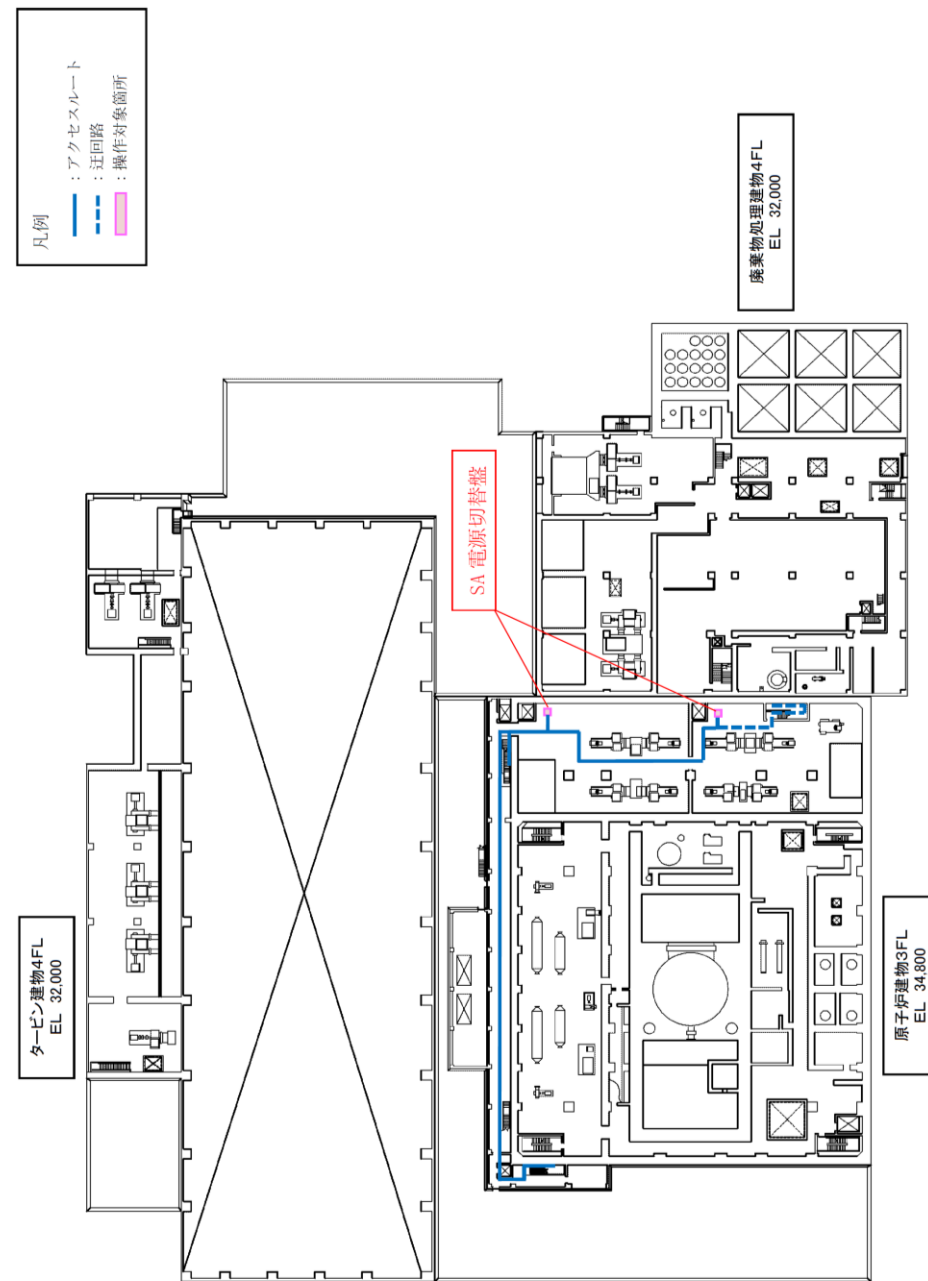 凡例
：アクセスルート
：迂回路
：操作対象箇所
タービン建物4FL
EL 32,000
SA 電源切替盤
廃棄物処理建物4FL
EL 32,000
原子炉建物3FL
EL 34,800